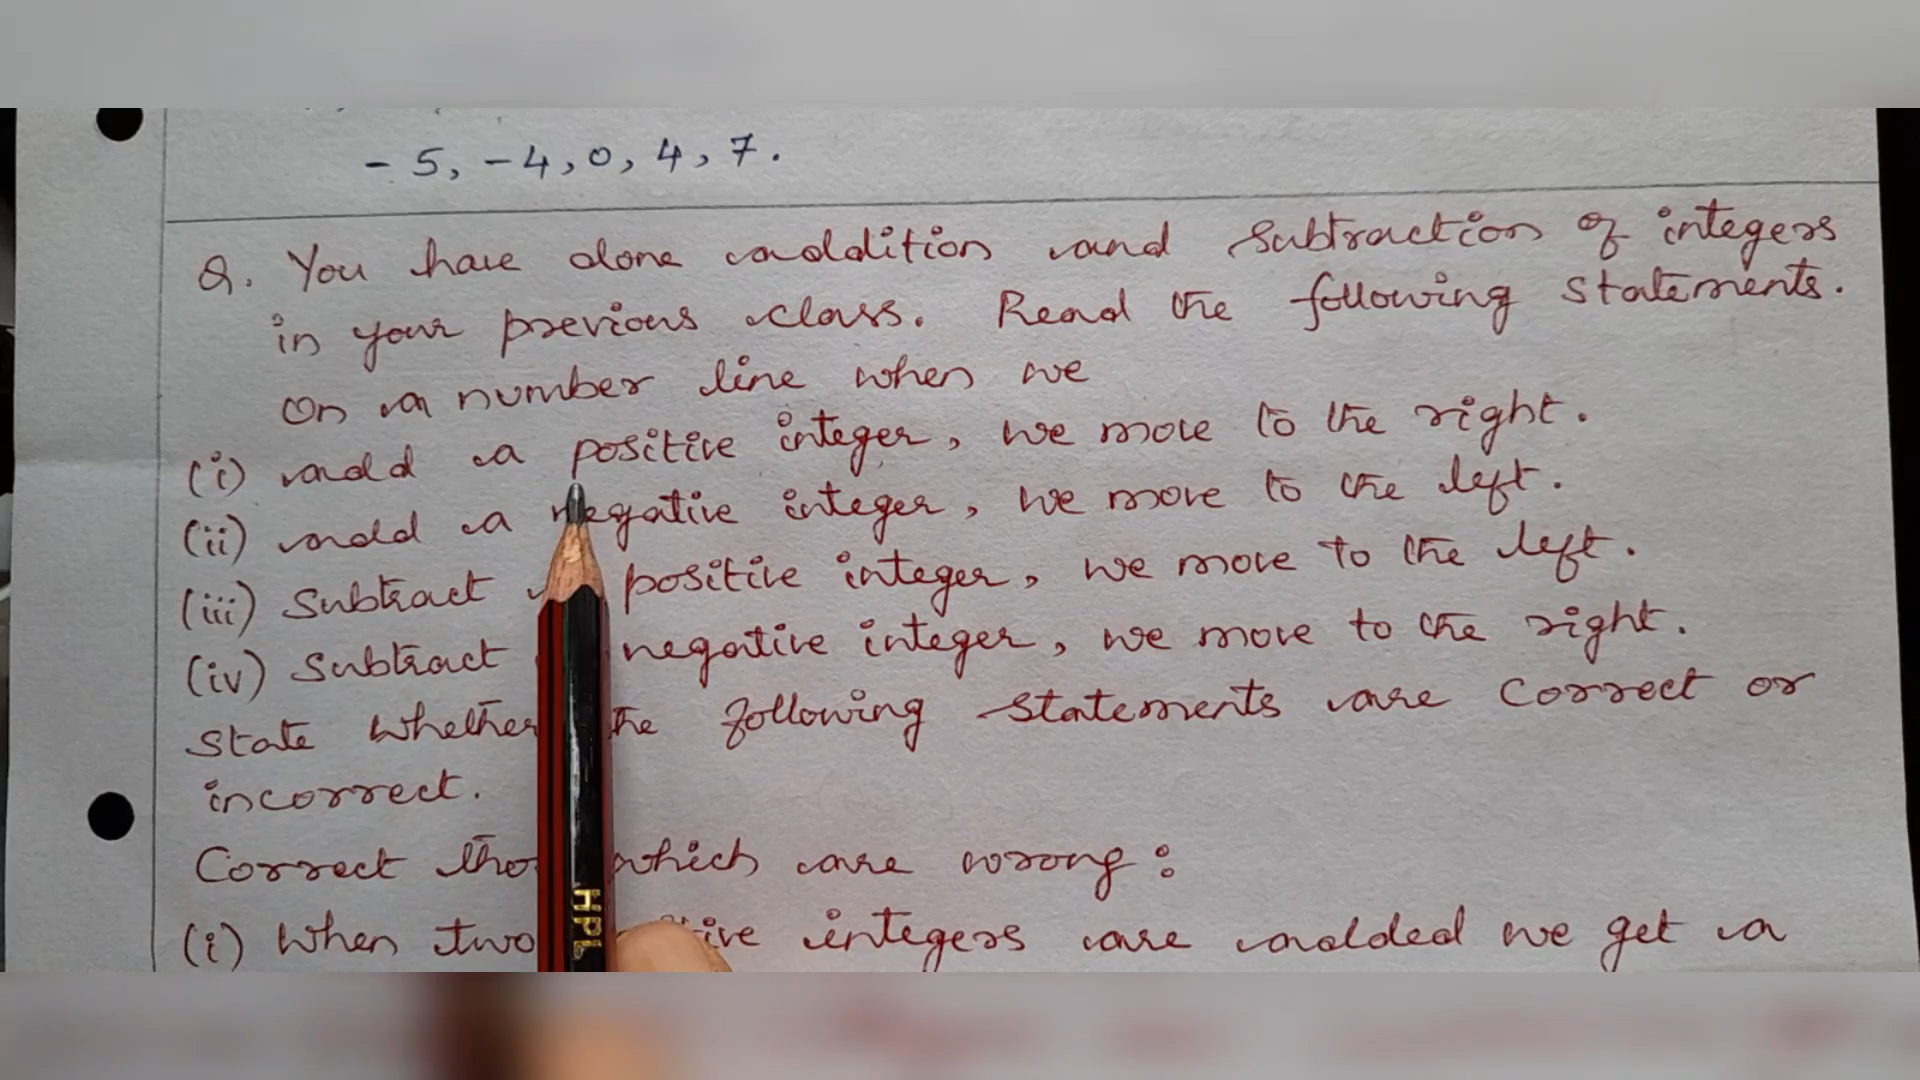 - 5, - 4, 0, 4, 7.
Q. You have done addition and subtraction of integers
in your previous class. Read the following statements.
On a number line when we
(i) add a positive integer, we move to the right.
(ii) add a negative integer, we move to the left.
(iii) Subtract positive integer, we move to the left.
(iv) Subtract negative integer, we move to the right.
State whether the following statements are correct or
incorrect.
Correct which are wrong:
(i) When two integers are added we get a
HPL